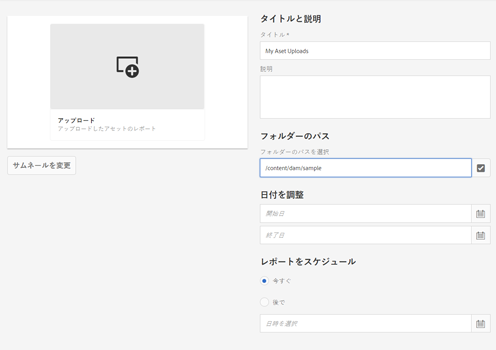 アップロード
アップロードしたアセットのレポート
サムネールを変更
タイトルと説明
タイトル *
My Aset Uploads
説明
フォルダーのパス
フォルダーのパスを選択
/content/dam/sample
日付を調整
開始日
終了日
レポートをスケジュール
今すぐ
後で
日時を選択